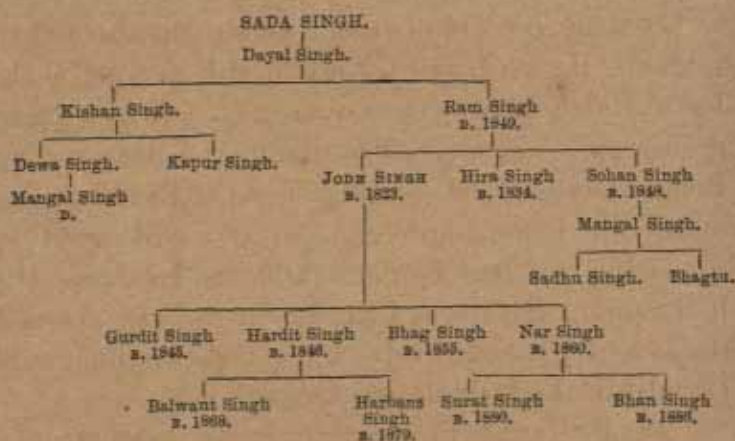 SADA SINGH.
Dayal Singh.
Kishan Singh.
Ram Singh
D. 1849.
Dewa Singh.
Kapur Singh.
JODH SINGH
B. 1823.
Hira Singh
B. 1834.
Sohan Singh
B. 1848.
Mangal Singh
D.
Mangal Singh.
Sadhu Singh.
Bhagtu.
Gurdit Singh
B. 1845.
Hardit Singh
B. 1846.
Bhag Singh
B. 1855.
Nar Singh
B. 1860.
Balwant Singh
B. 1868.
Harbans
Singh
B. 1879.
Surat Singh
B. 1880.
Bhan Singh
B. 1886.